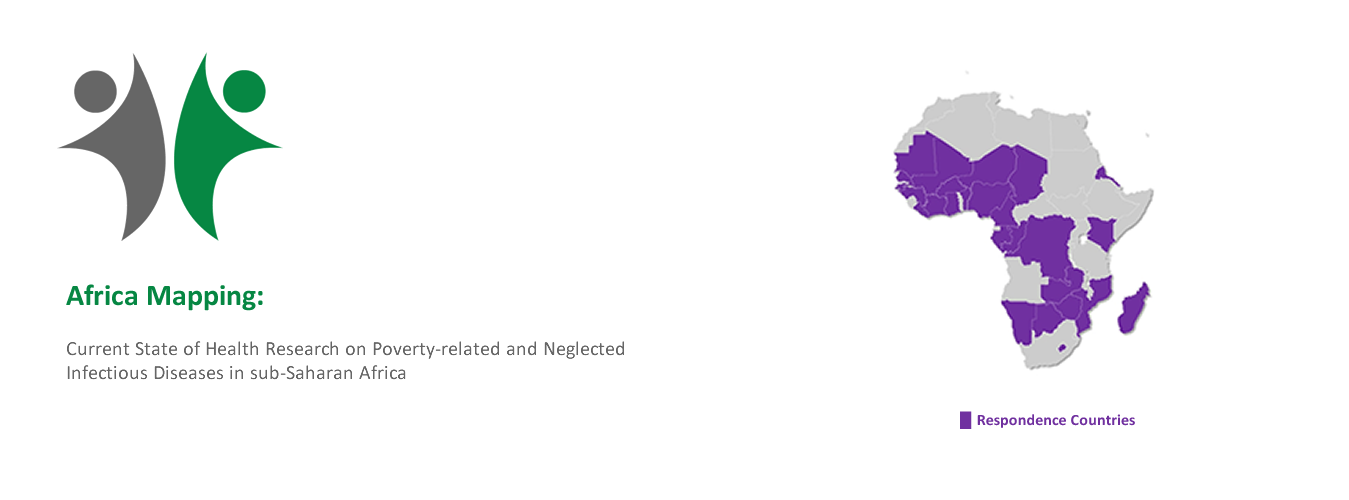 Africa Mapping:
Current State of Health Research on Poverty-related and Neglected
Infectious Diseases in sub-Saharan Africa
Respondence Countries